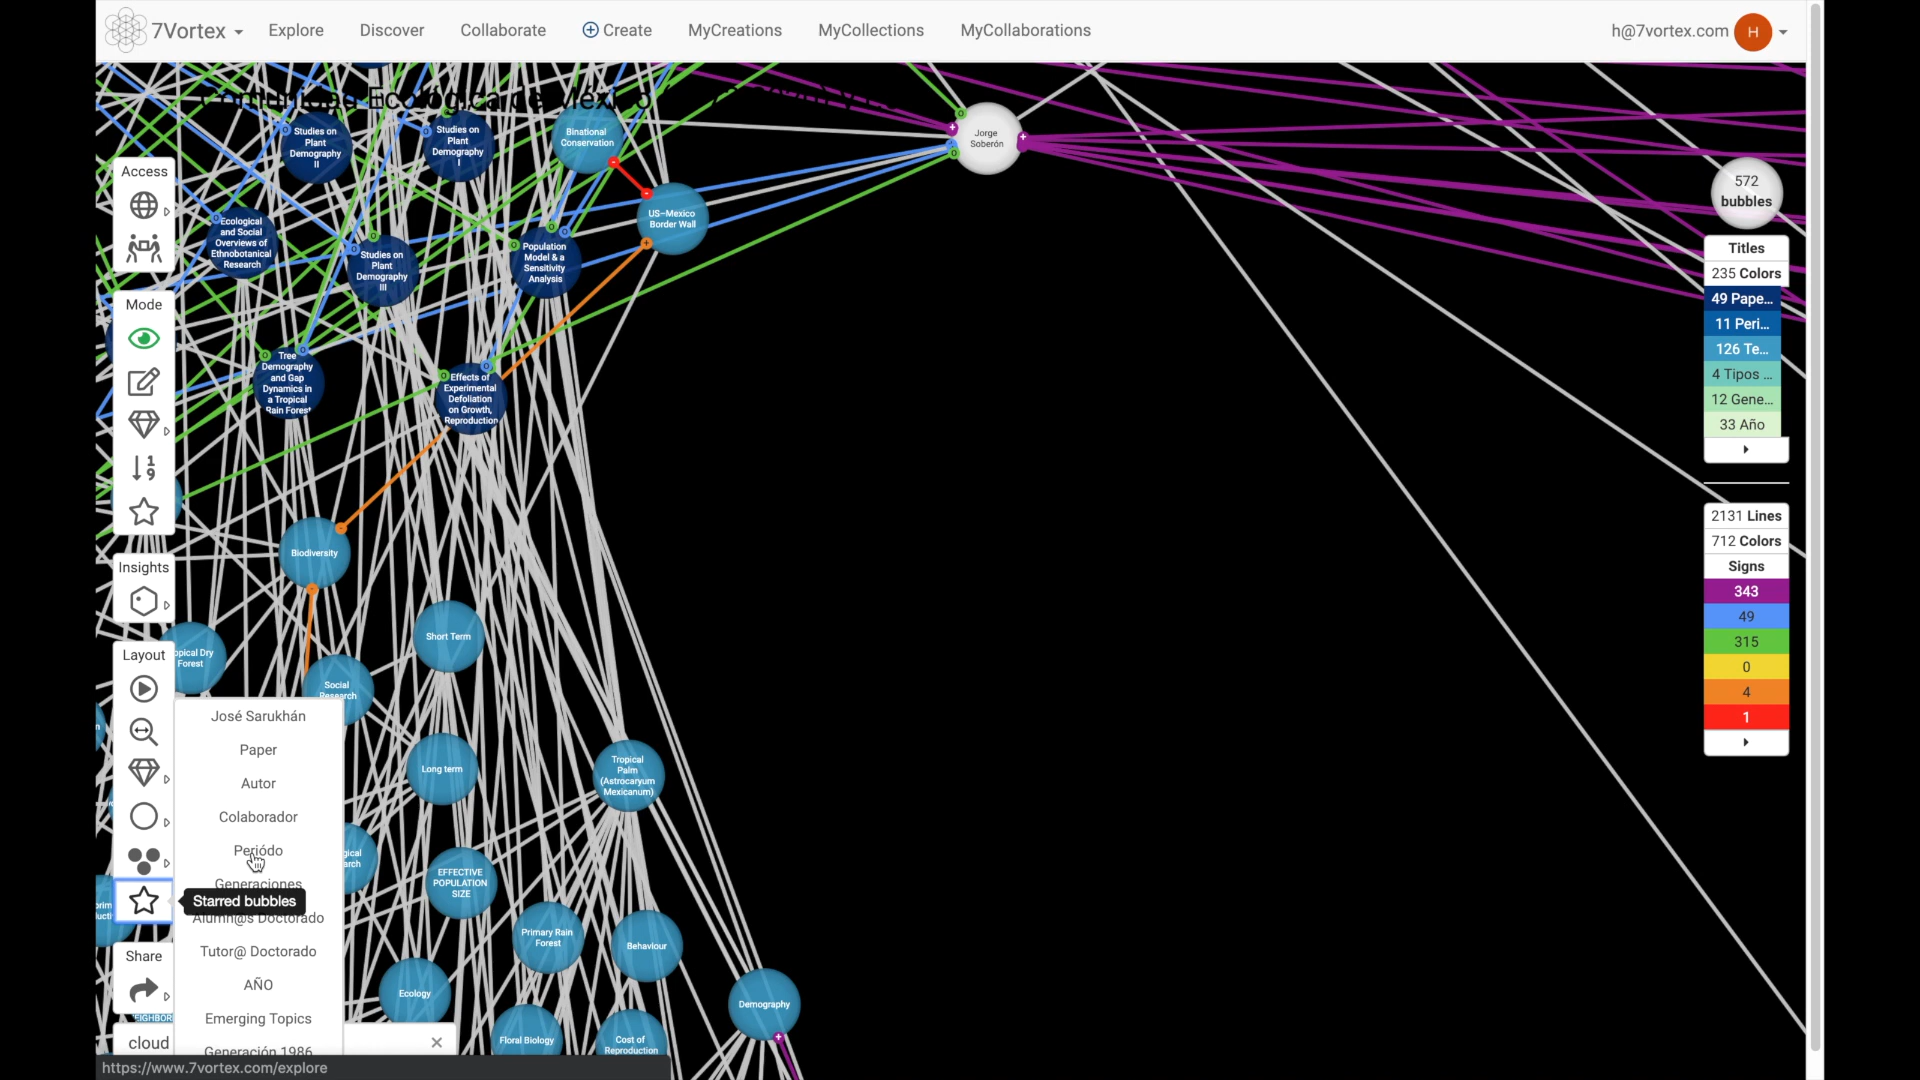 7Vortex
Explore
Discover
Collaborate
Create
MyCreations
MyCollections
MyCollaborations
h@7vortex.com
H
Studies on
Plant
Demography
II
Studies on
Plant
Demography
I
Binational
Conservation
Jorge
Soberón
US–Mexico
Border Wall
Ecological
and Social
Overviews of
Ethnobotanical
Research
Studies on
Plant
Demography
III
Population
Model & a
Sensitivity
Analysis
Tree
Demography
and Gap
Dynamics in
a Tropical
Rain Forest
Effects of
Experimental
Defoliation
on Growth,
Reproduction
Biodiversity
Short Term
Forest
Social
Research
Long term
Tropical
Palm
(Astrocaryum
Mexicanum)
EFFECTIVE
POPULATION
SIZE
Primary Rain
Forest
Behaviour
Ecology
Demography
Floral Biology
Cost of
Reproduction
Access
Mode
Insights
Layout
Share
cloud
José Sarukhán
Paper
Autor
Colaborador
Periódo
Generaciones
Starred bubbles
Alumn@s Doctorado
Tutor@ Doctorado
AÑO
Emerging Topics
Generación 1986
https://www.7vortex.com/explore
572
bubbles
Titles
235 Colors
49 Pape...
11 Peri...
126 Te...
4 Tipos ...
12 Gene...
33 Año
2131 Lines
712 Colors
Signs
343
49
315
0
4
1